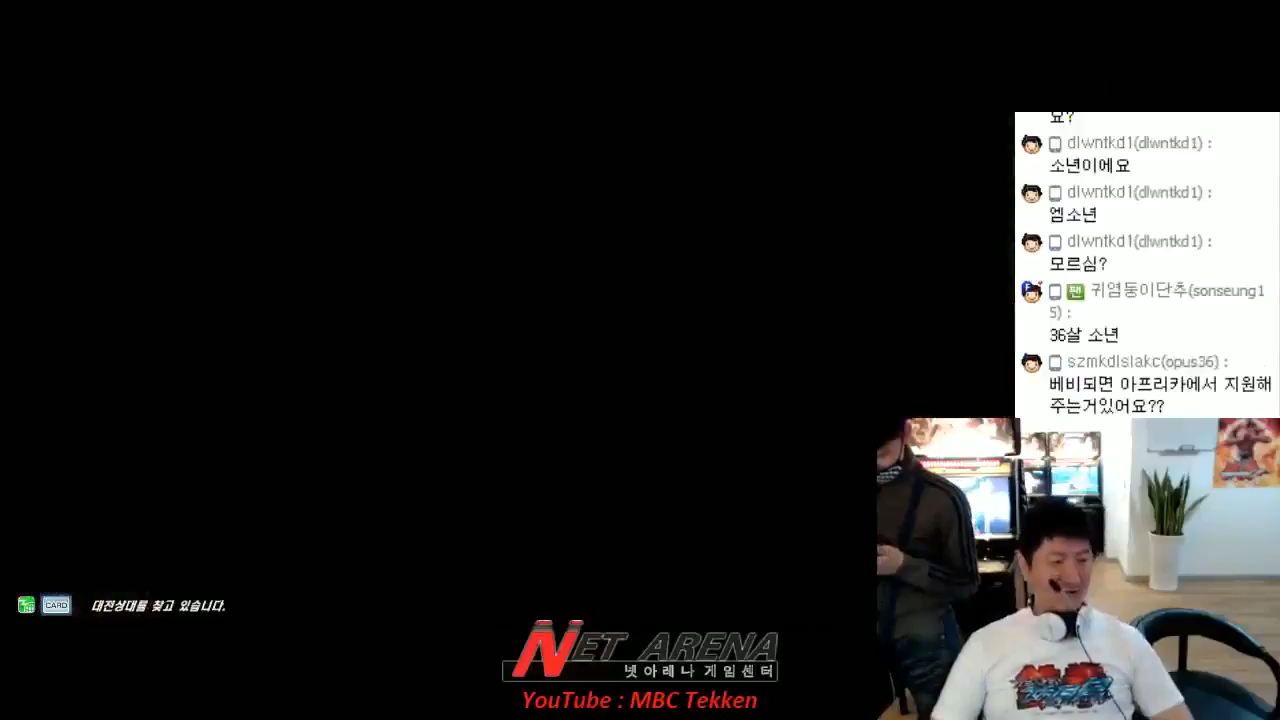 요?
dlwntkd1(dlwntkd1) :
소년이에요
dlwntkd1(dlwntkd1) :
엠소년
dlwntkd1(dlwntkd1) :
모르심?
팬 귀염둥이단추(sonseung1
5) :
36살 소년
szmkdlslakc(opus36) :
베비되면 아프리카에서 지원해
주는거있어요??
CARD 대전상대를 찾고 있습니다.
NET ARENA
넷아레나 게임센터
YouTube : MBC Tekken